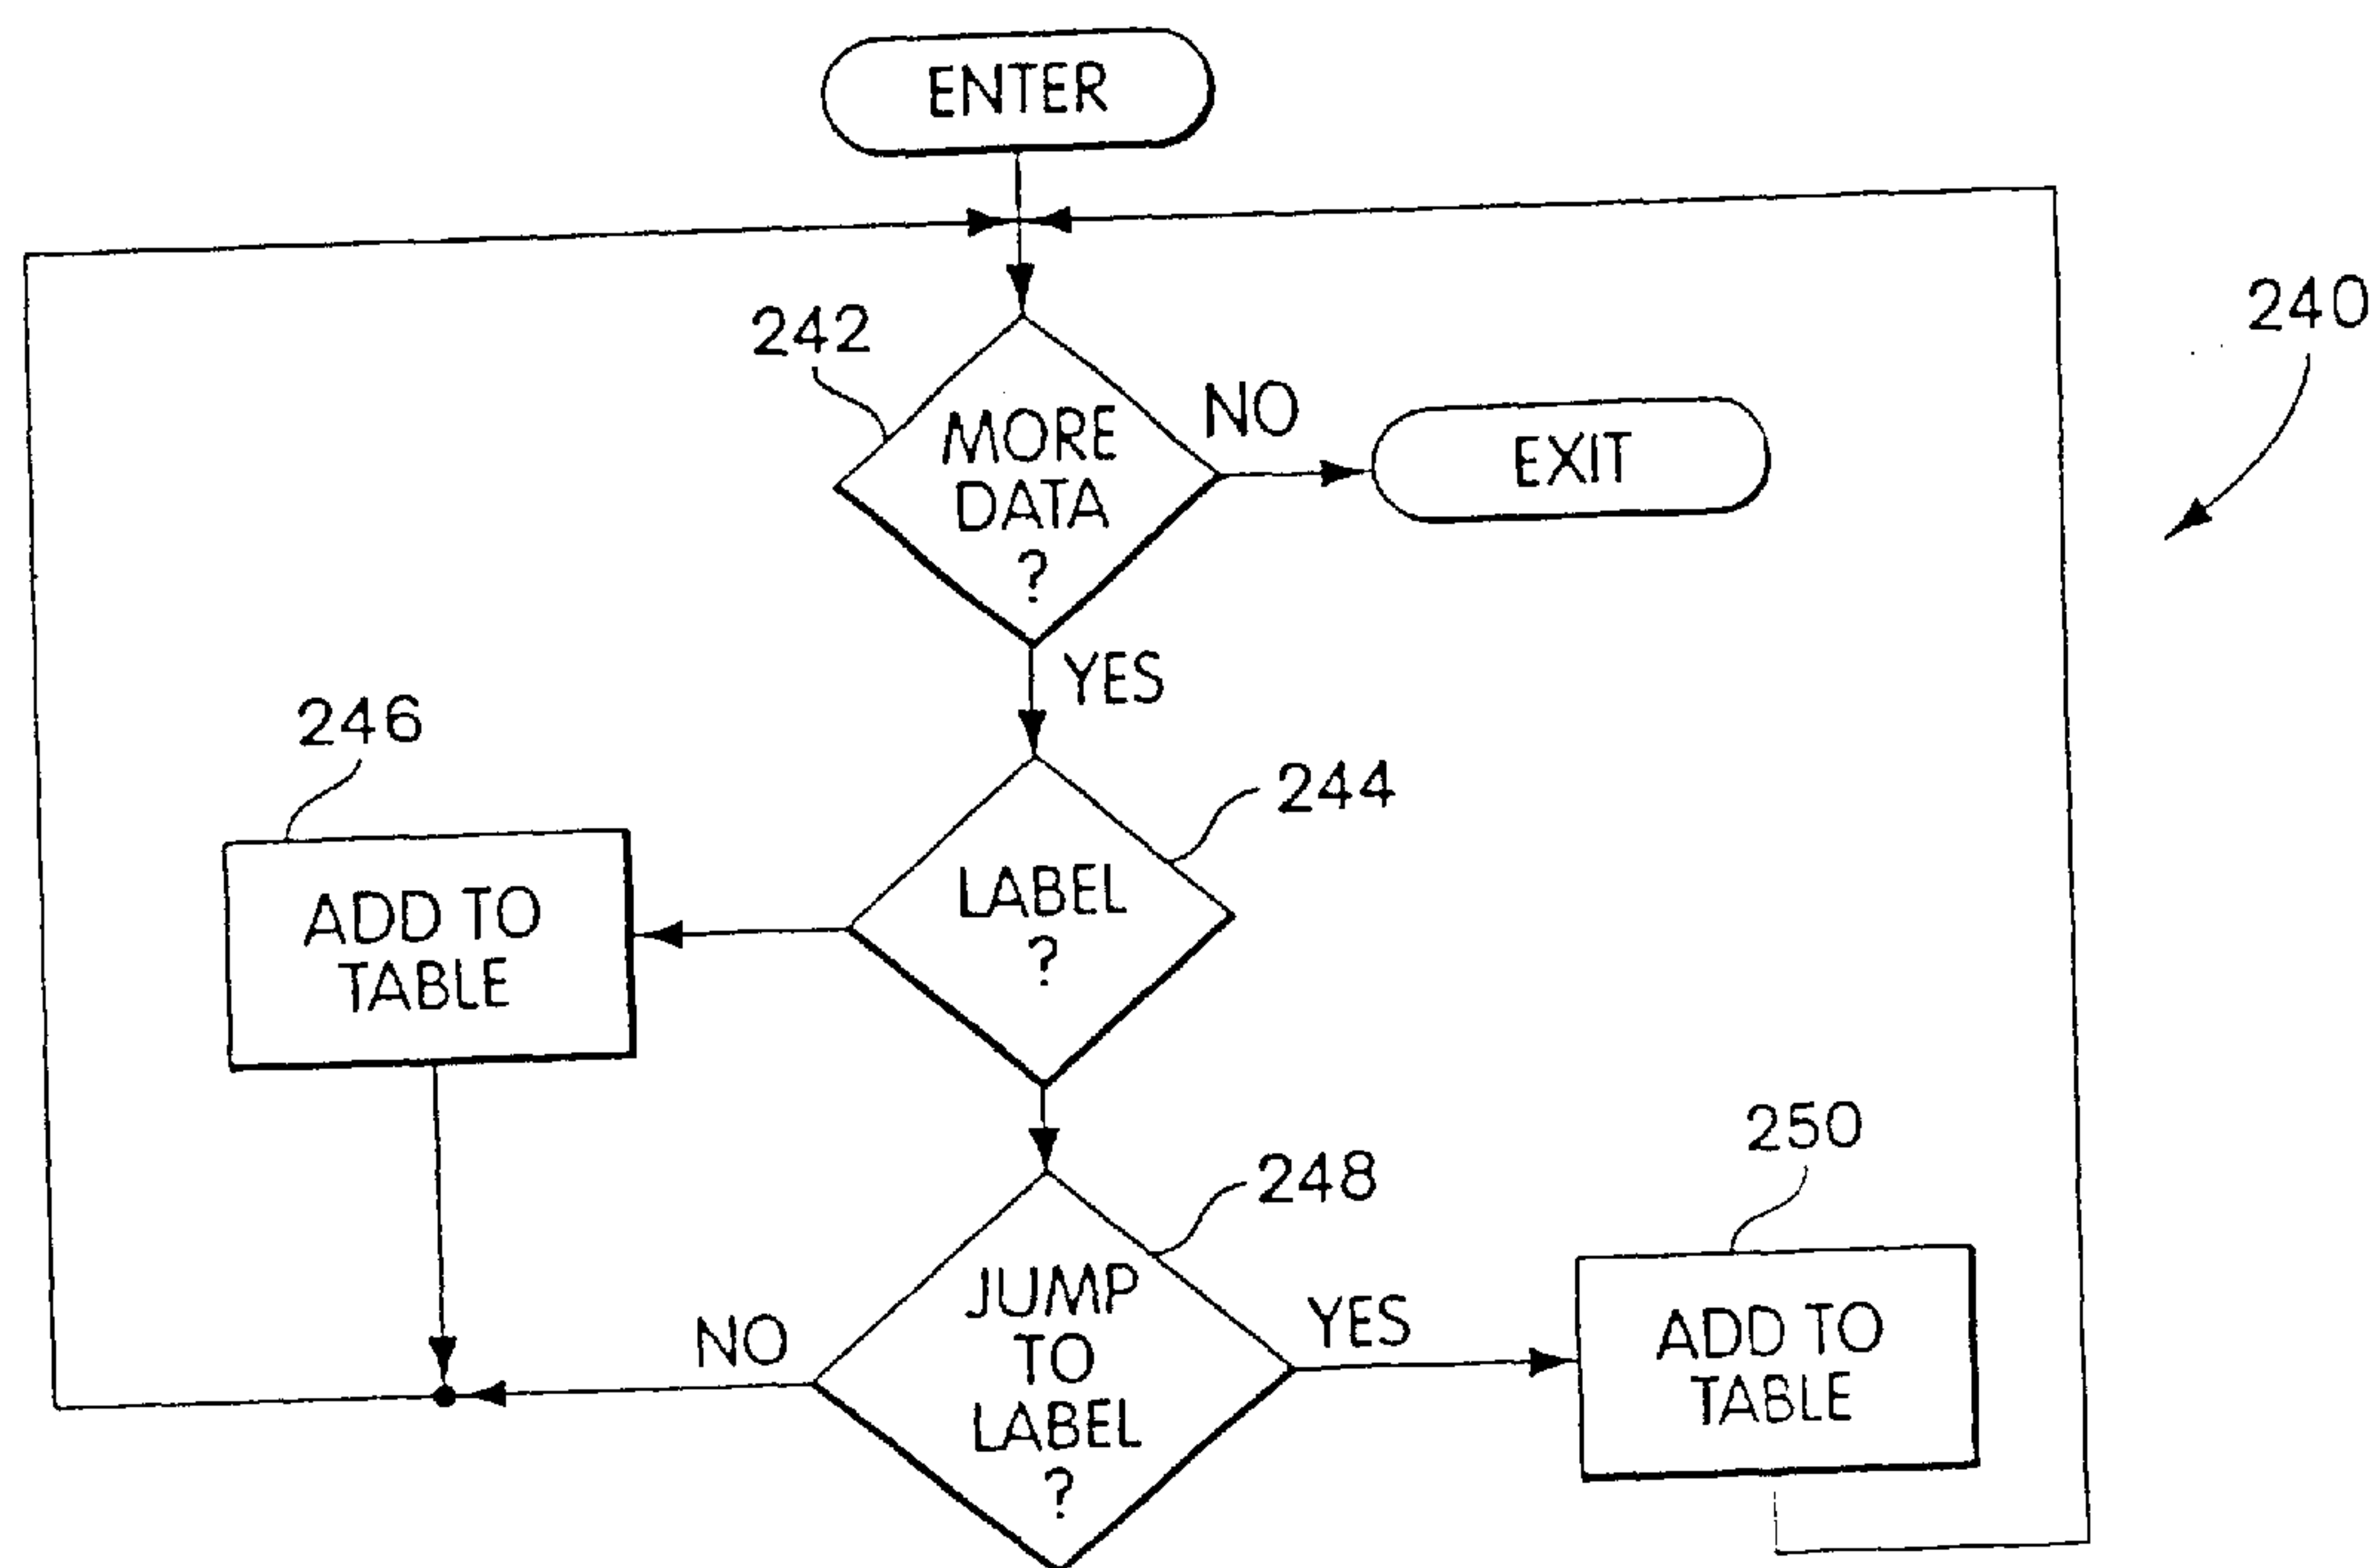 ENTER
240
242
MORE
DATA
?
NO
EXIT
YES
246
244
ADD TO
TABLE
LABEL
?
248
250
JUMP
TO
LABEL
?
NO
YES
ADD TO
TABLE